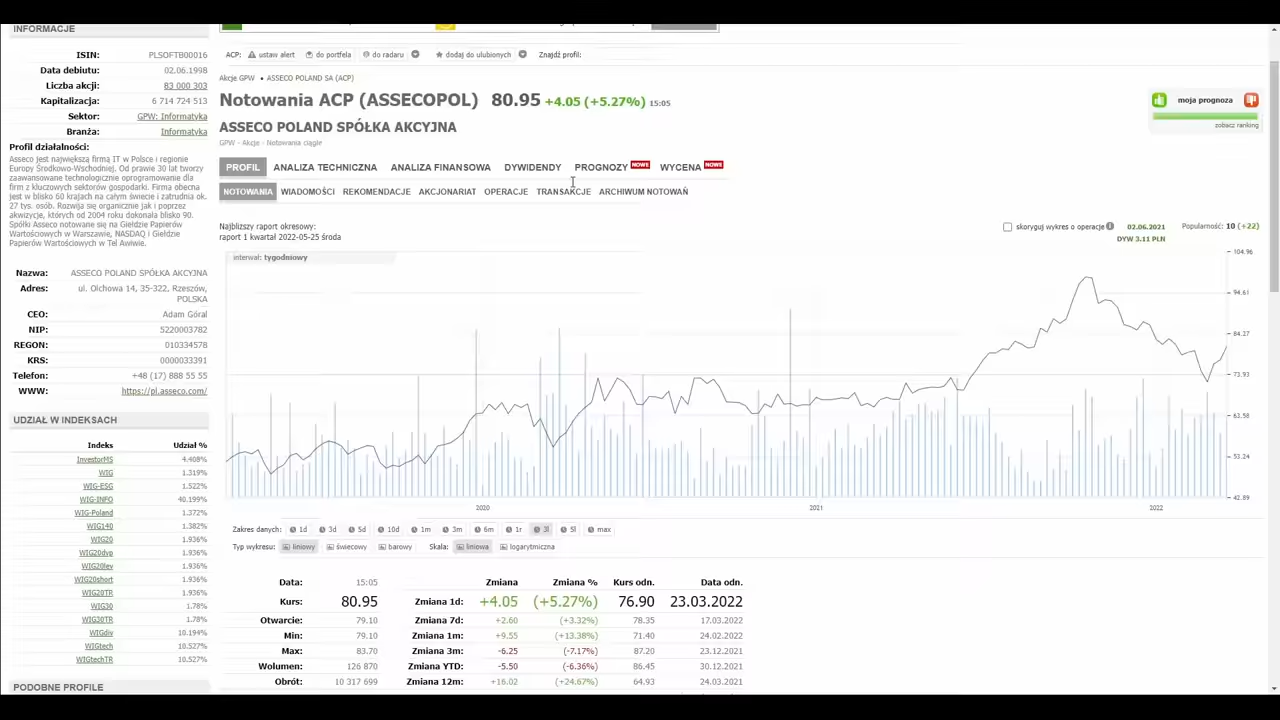 INFORMACJE
ISIN: PLSOFTB00016
Data debiutu: 02.06.1998
Liczba akcji: 83 000 303
Kapitalizacja: 6 714 724 513
Sektor: GPW: Informatyka
Branża: Informatyka
Profil działalności:
Asseco jest największą firmą IT w Polsce i regionie
Europy Środkowo-Wschodniej. Od prawie 30 lat tworzy
zaawansowane technologicznie oprogramowanie dla
firm z kluczowych sektorów gospodarki. Firma obecna
jest w blisko 60 krajach na całym świecie i zatrudnia ok.
27 tys. osób. Rozwija się organicznie jak i poprzez
akwizycje, których od 2004 roku dokonała blisko 90.
Spółki Asseco notowane się na Giełdzie Papierów
Wartościowych w Warszawie, NASDAQ i Giełdzie
Papierów Wartościowych w Tel Awiwie.
Nazwa: ASSECO POLAND SPÓŁKA AKCYJNA
Adres: ul. Olchowa 14, 35-322, Rzeszów,
POLSKA
CEO: Adam Góral
NIP: 5220003782
REGON: 010334578
KRS: 0000033391
Telefon: +48 (17) 888 55 55
WWW: https://pl.asseco.com/
UDZIAŁ W INDEKSACH
Indeks Udział %
InvestorMS 4.408%
WIG 1.319%
WIG-ESG 1.522%
WIG-INFO 40.199%
WIG-Poland 1.372%
WIG140 1.382%
WIG20 1.936%
WIG20dvp 1.936%
WIG20lev 1.936%
WIG20short 1.936%
WIG20TR 1.936%
WIG30 1.78%
WIG30TR 1.78%
WIGdiv 10.194%
WIGtech 10.527%
WIGtechTR 10.527%
PODOBNE PROFILE
ACP: ustaw alert do portfela do radaru dodaj do ulubionych Znajdź profil:
Akcje GPW • ASSECO POLAND SA (ACP)
Notowania ACP (ASSECOPOL) 80.95 +4.05 (+5.27%) 15:05
ASSECO POLAND SPÓŁKA AKCYJNA
GPW - Akcje - Notowania ciągłe
moja prognoza
zobacz ranking
PROFIL ANALIZA TECHNICZNA ANALIZA FINANSOWA DYWIDENDY PROGNOZY NOWE WYCENA NOWE
NOTOWANIA WIADOMOŚCI REKOMENDACJE AKCJONARIAT OPERACJE TRANSAKCJE ARCHIWUM NOTOWAŃ
Najbliższy raport okresowy:
raport 1 kwartał 2022-05-25 środa
skoryguj wykres o operacje 02.06.2021 Popularność: 10 (+22)
DYW 3.11 PLN
interwał: tygodniowy
104.96
94.61
84.27
73.93
63.58
53.24
42.89
2020 2021 2022
Zakres danych: 1d 3d 5d 10d 1m 3m 6m 1r 3l 5l max
Typ wykresu: liniowy świecowy barowy Skala: liniowa logarytmiczna
Data: 15:05 Zmiana Zmiana % Kurs odn. Data odn.
Kurs: 80.95 Zmiana 1d: +4.05 (+5.27%) 76.90 23.03.2022
Otwarcie: 79.10 Zmiana 7d: +2.60 (+3.32%) 78.35 17.03.2022
Min: 79.10 Zmiana 1m: +9.55 (+13.38%) 71.40 24.02.2022
Max: 83.70 Zmiana 3m: -6.25 (-7.17%) 87.20 23.12.2021
Wolumen: 126 870 Zmiana YTD: -5.50 (-6.36%) 86.45 30.12.2021
Obrót: 10 317 699 Zmiana 12m: +16.02 (+24.67%) 64.93 24.03.2021